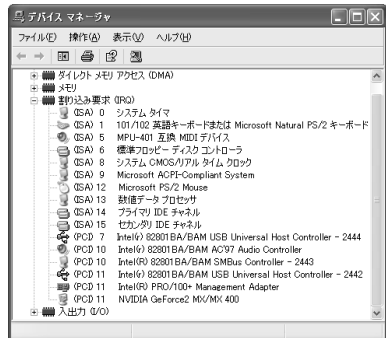 デバイス マネージャ
ファイル(F) 操作(A) 表示(V) ヘルプ(H)
ダイレクト メモリ アクセス (DMA)
メモリ
割り込み要求 (IRQ)
(ISA) 0 システム タイマ
(ISA) 1 101/102 英語キーボードまたは Microsoft Natural PS/2 キーボード
(ISA) 5 MPU-401 互換 MIDI デバイス
(ISA) 6 標準フロッピー ディスク コントローラ
(ISA) 8 システム CMOS/リアル タイム クロック
(ISA) 9 Microsoft ACPI-Compliant System
(ISA) 12 Microsoft PS/2 Mouse
(ISA) 13 数値データ プロセッサ
(ISA) 14 プライマリ IDE チャネル
(ISA) 15 セカンダリ IDE チャネル
(PCI) 7 Intel(r) 82801BA/BAM USB Universal Host Controller - 2444
(PCI) 10 Intel(r) 82801BA/BAM AC'97 Audio Controller
(PCI) 10 Intel(R) 82801BA/BAM SMBus Controller - 2443
(PCI) 11 Intel(r) 82801BA/BAM USB Universal Host Controller - 2442
(PCI) 11 Intel(R) PRO/100+ Management Adapter
(PCI) 11 NVIDIA GeForce2 MX/MX 400
入出力 (I/O)